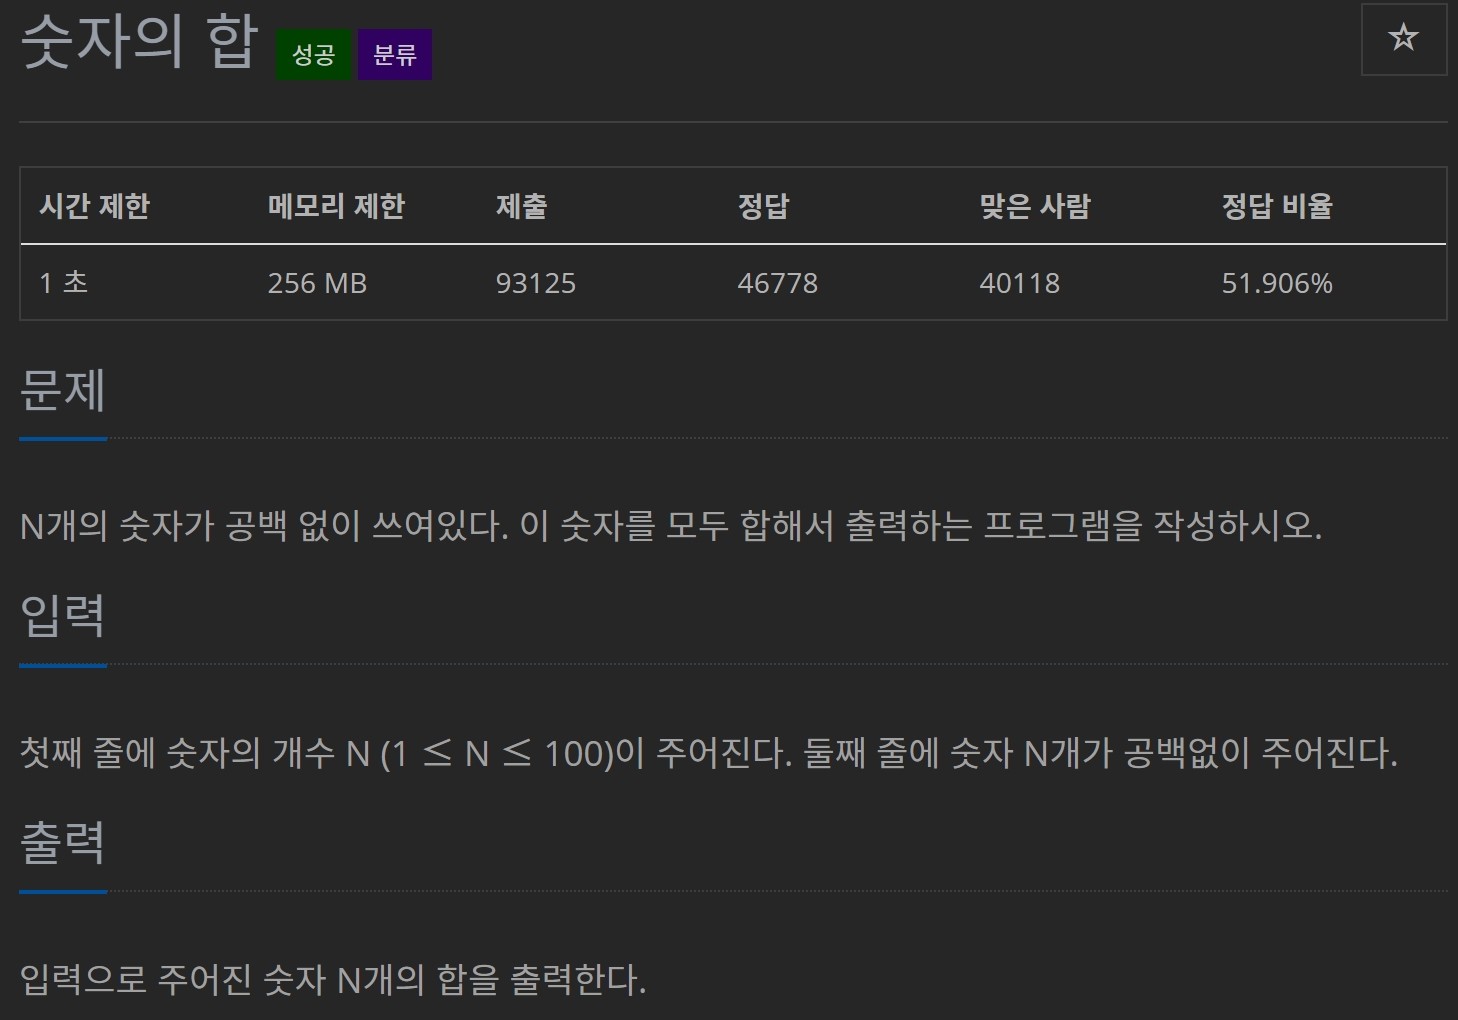 숫자의 합 성공 분류
시간 제한 메모리 제한 제출 정답 맞은 사람 정답 비율
1 초 256 MB 93125 46778 40118 51.906%
문제
N개의 숫자가 공백 없이 쓰여있다. 이 숫자를 모두 합해서 출력하는 프로그램을 작성하시오.
입력
첫째 줄에 숫자의 개수 N (1 ≤ N ≤ 100)이 주어진다. 둘째 줄에 숫자 N개가 공백없이 주어진다.
출력
입력으로 주어진 숫자 N개의 합을 출력한다.